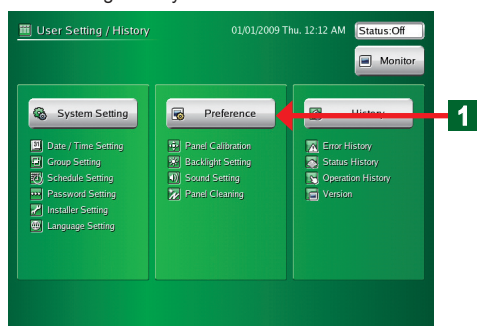 User Setting / History
01/01/2009 Thu. 12:12 AM
Status:Off
Monitor
System Setting
Date / Time Setting
Group Setting
Schedule Setting
Password Setting
Installer Setting
Language Setting
Preference
Panel Calibration
Backlight Setting
Sound Setting
Panel Cleaning
History
Error History
Status History
Operation History
Version
1